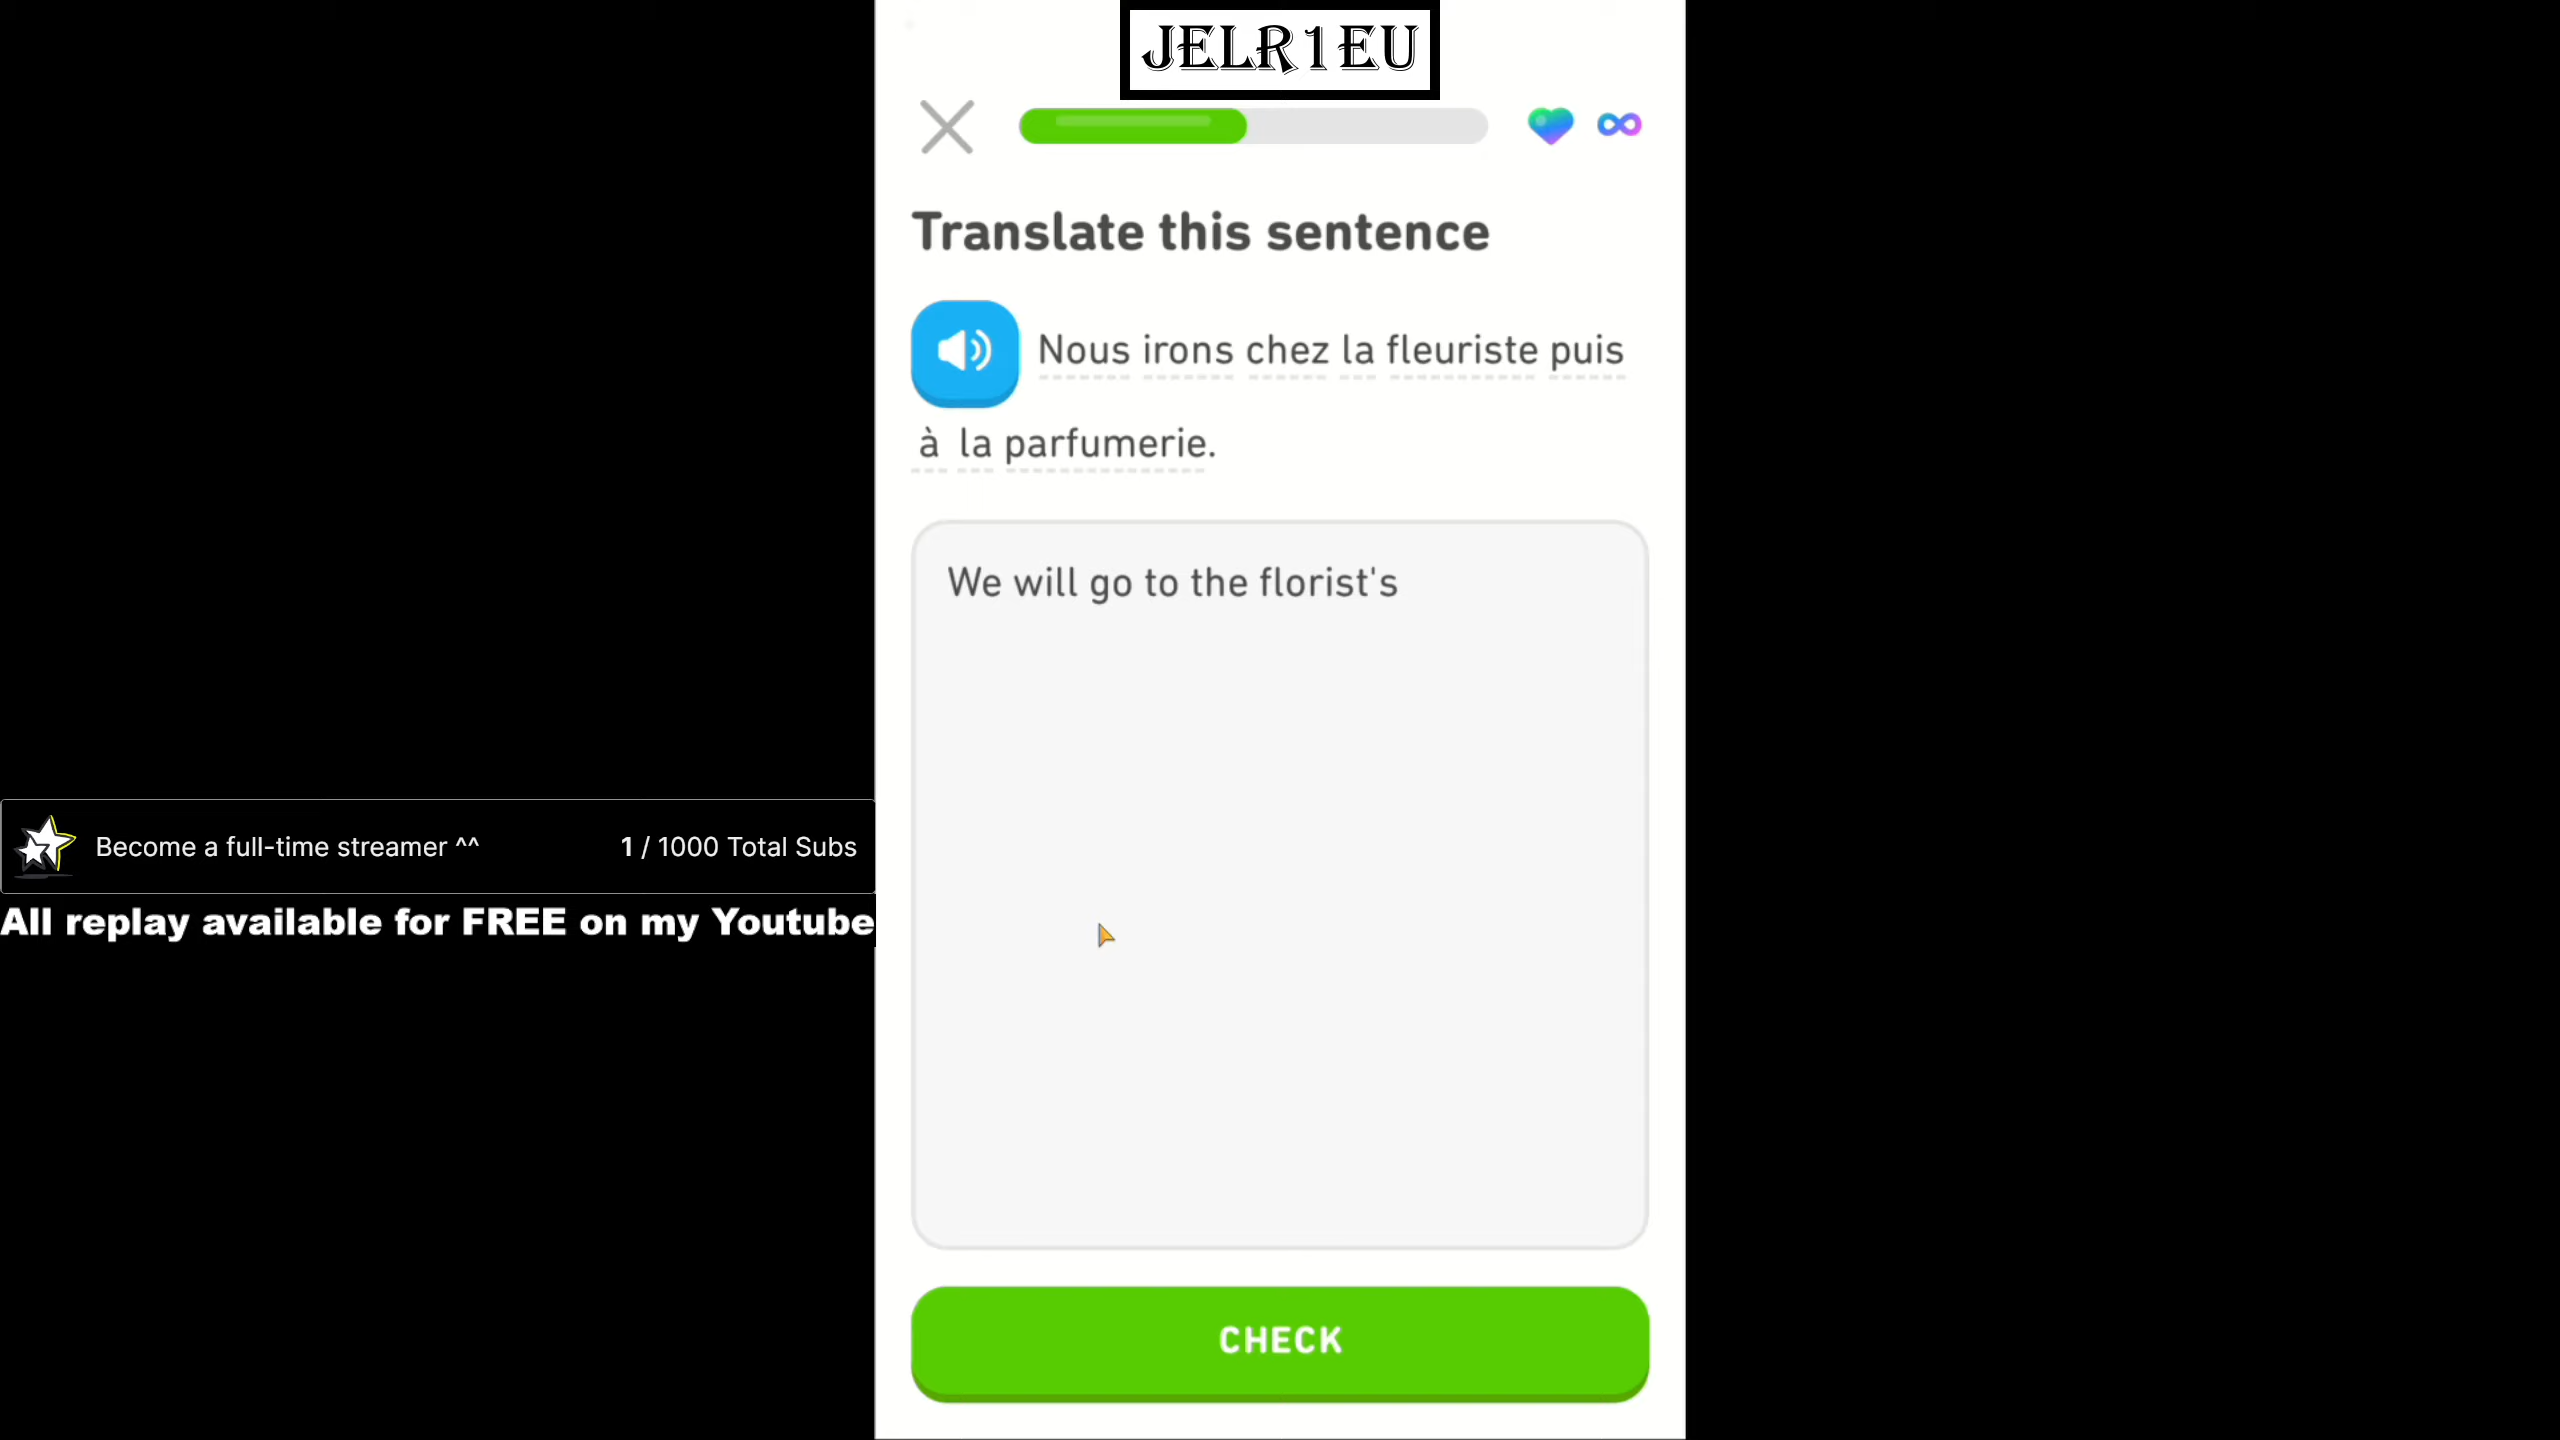 JELR1EU
Translate this sentence
Nous irons chez la fleuriste puis
à la parfumerie.
We will go to the florist's
Become a full-time streamer ^^ 1 / 1000 Total Subs
All replay available for FREE on my Youtube
CHECK